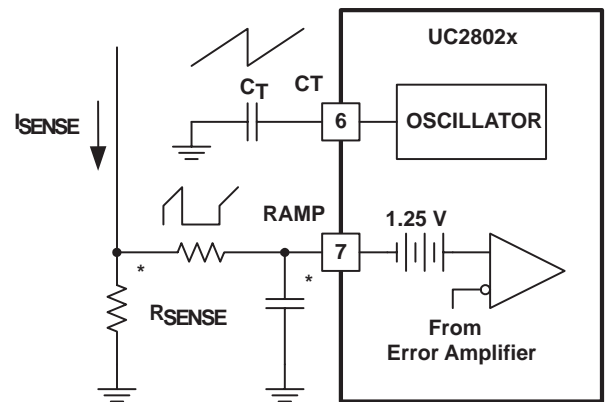 UC2802x
CT
CT
6
OSCILLATOR
ISENSE
RAMP
7
1.25 V
*
*
RSENSE
From
Error Amplifier